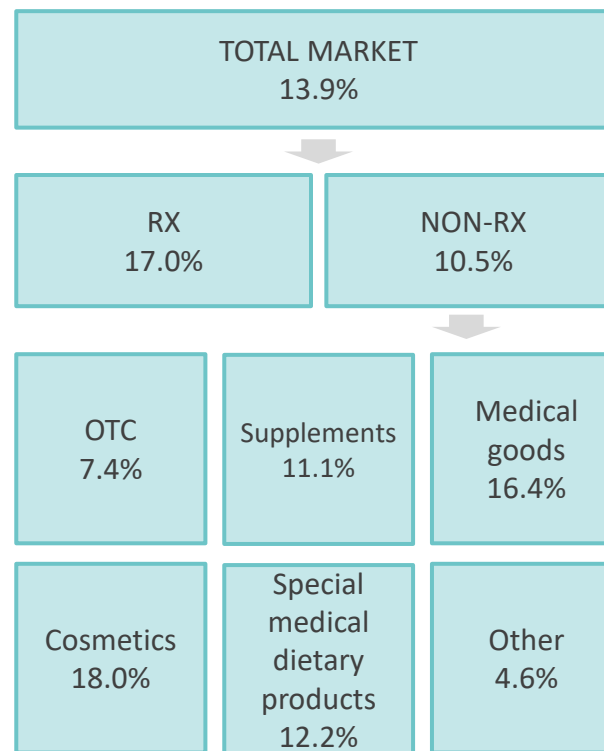 TOTAL MARKET
13.9%
RX
17.0%
NON-RX
10.5%
OTC
7.4%
Supplements
11.1%
Medical
goods
16.4%
Cosmetics
18.0%
Special
medical
dietary
products
12.2%
Other
4.6%